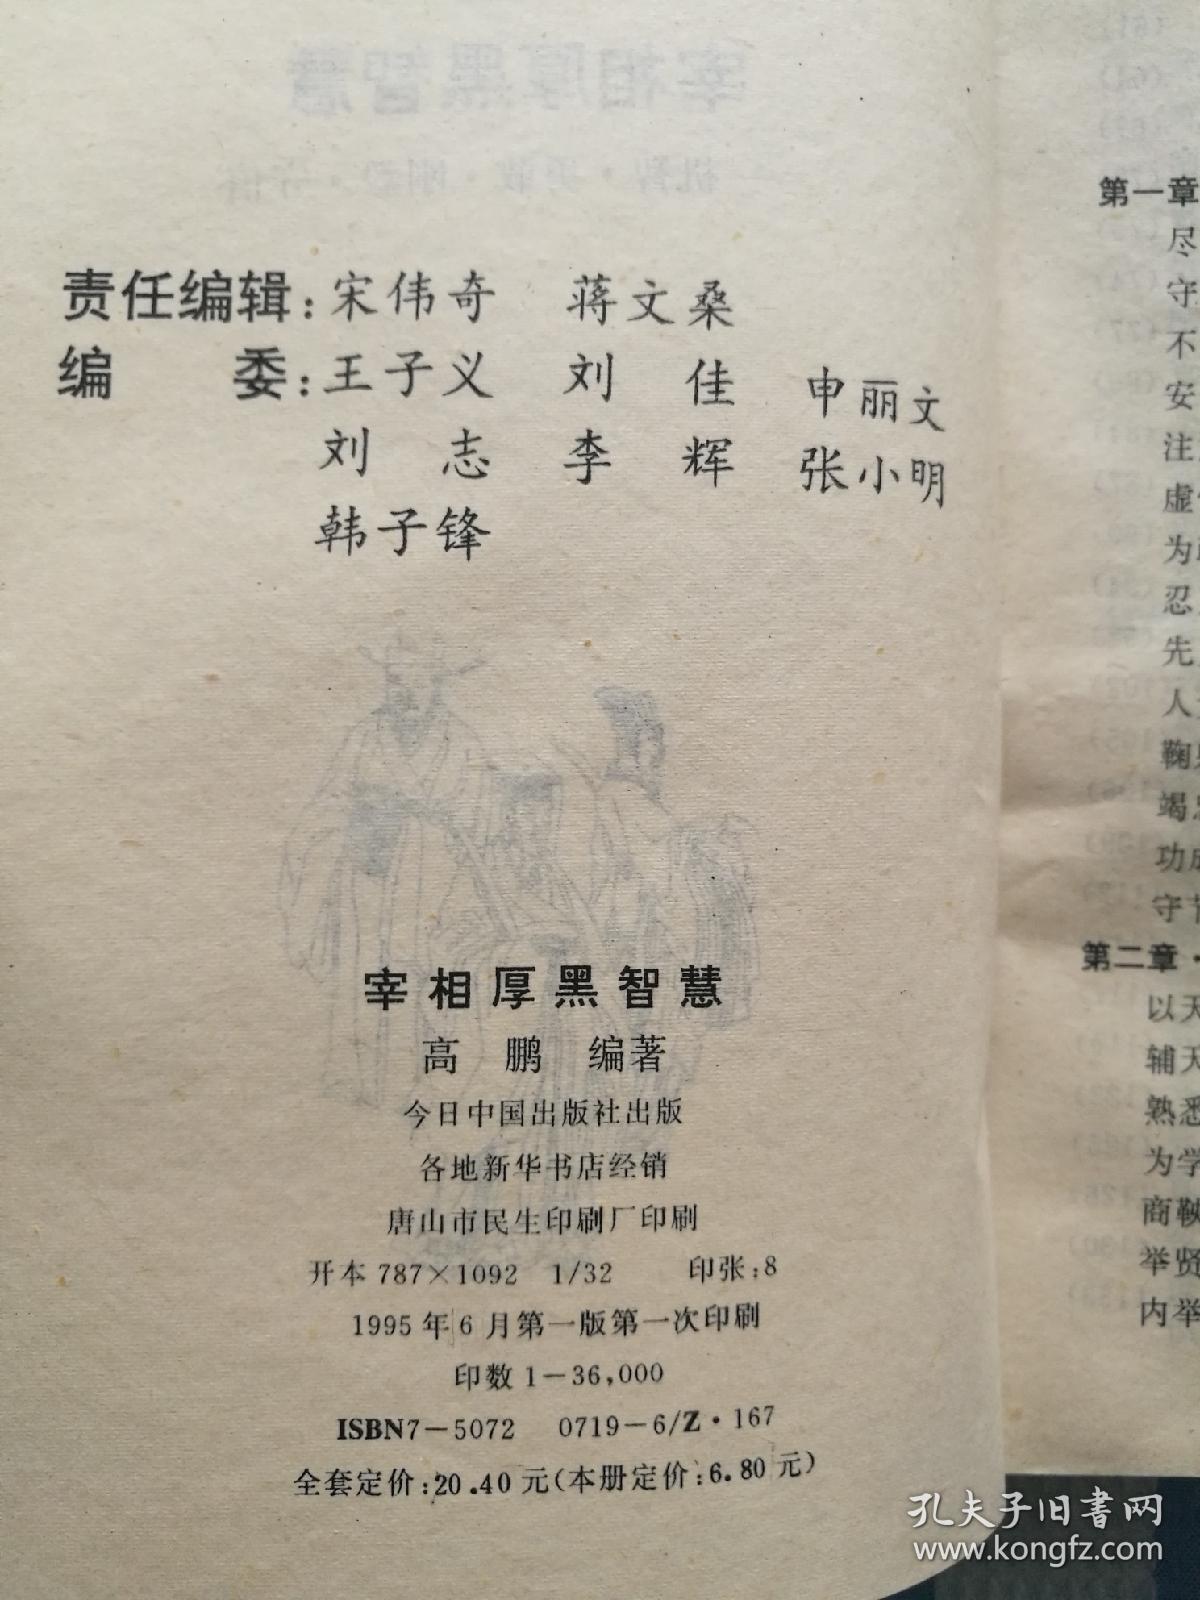 责任编辑：宋伟奇 蒋文桑
编 委：王子义 刘 佳 申丽文
刘 志 李 辉 张小明
韩子锋
宰相厚黑智慧
高 鹏 编著
今日中国出版社出版
各地新华书店经销
唐山市民生印刷厂印刷
开本 787×1092 1/32 印张：8
1995年6月第一版第一次印刷
印数1—36,000
ISBN7—5072 0719—6/Z·167
全套定价：20.40元（本册定价：6.80元）
第一章
尽
守
不
安
注
虚
为
忍
先
人
鞠
竭
功成
守节
第二章·
以天
辅天
熟悉
为学
商鞅
举贤
内举
孔夫子旧书网
www.kongfz.com